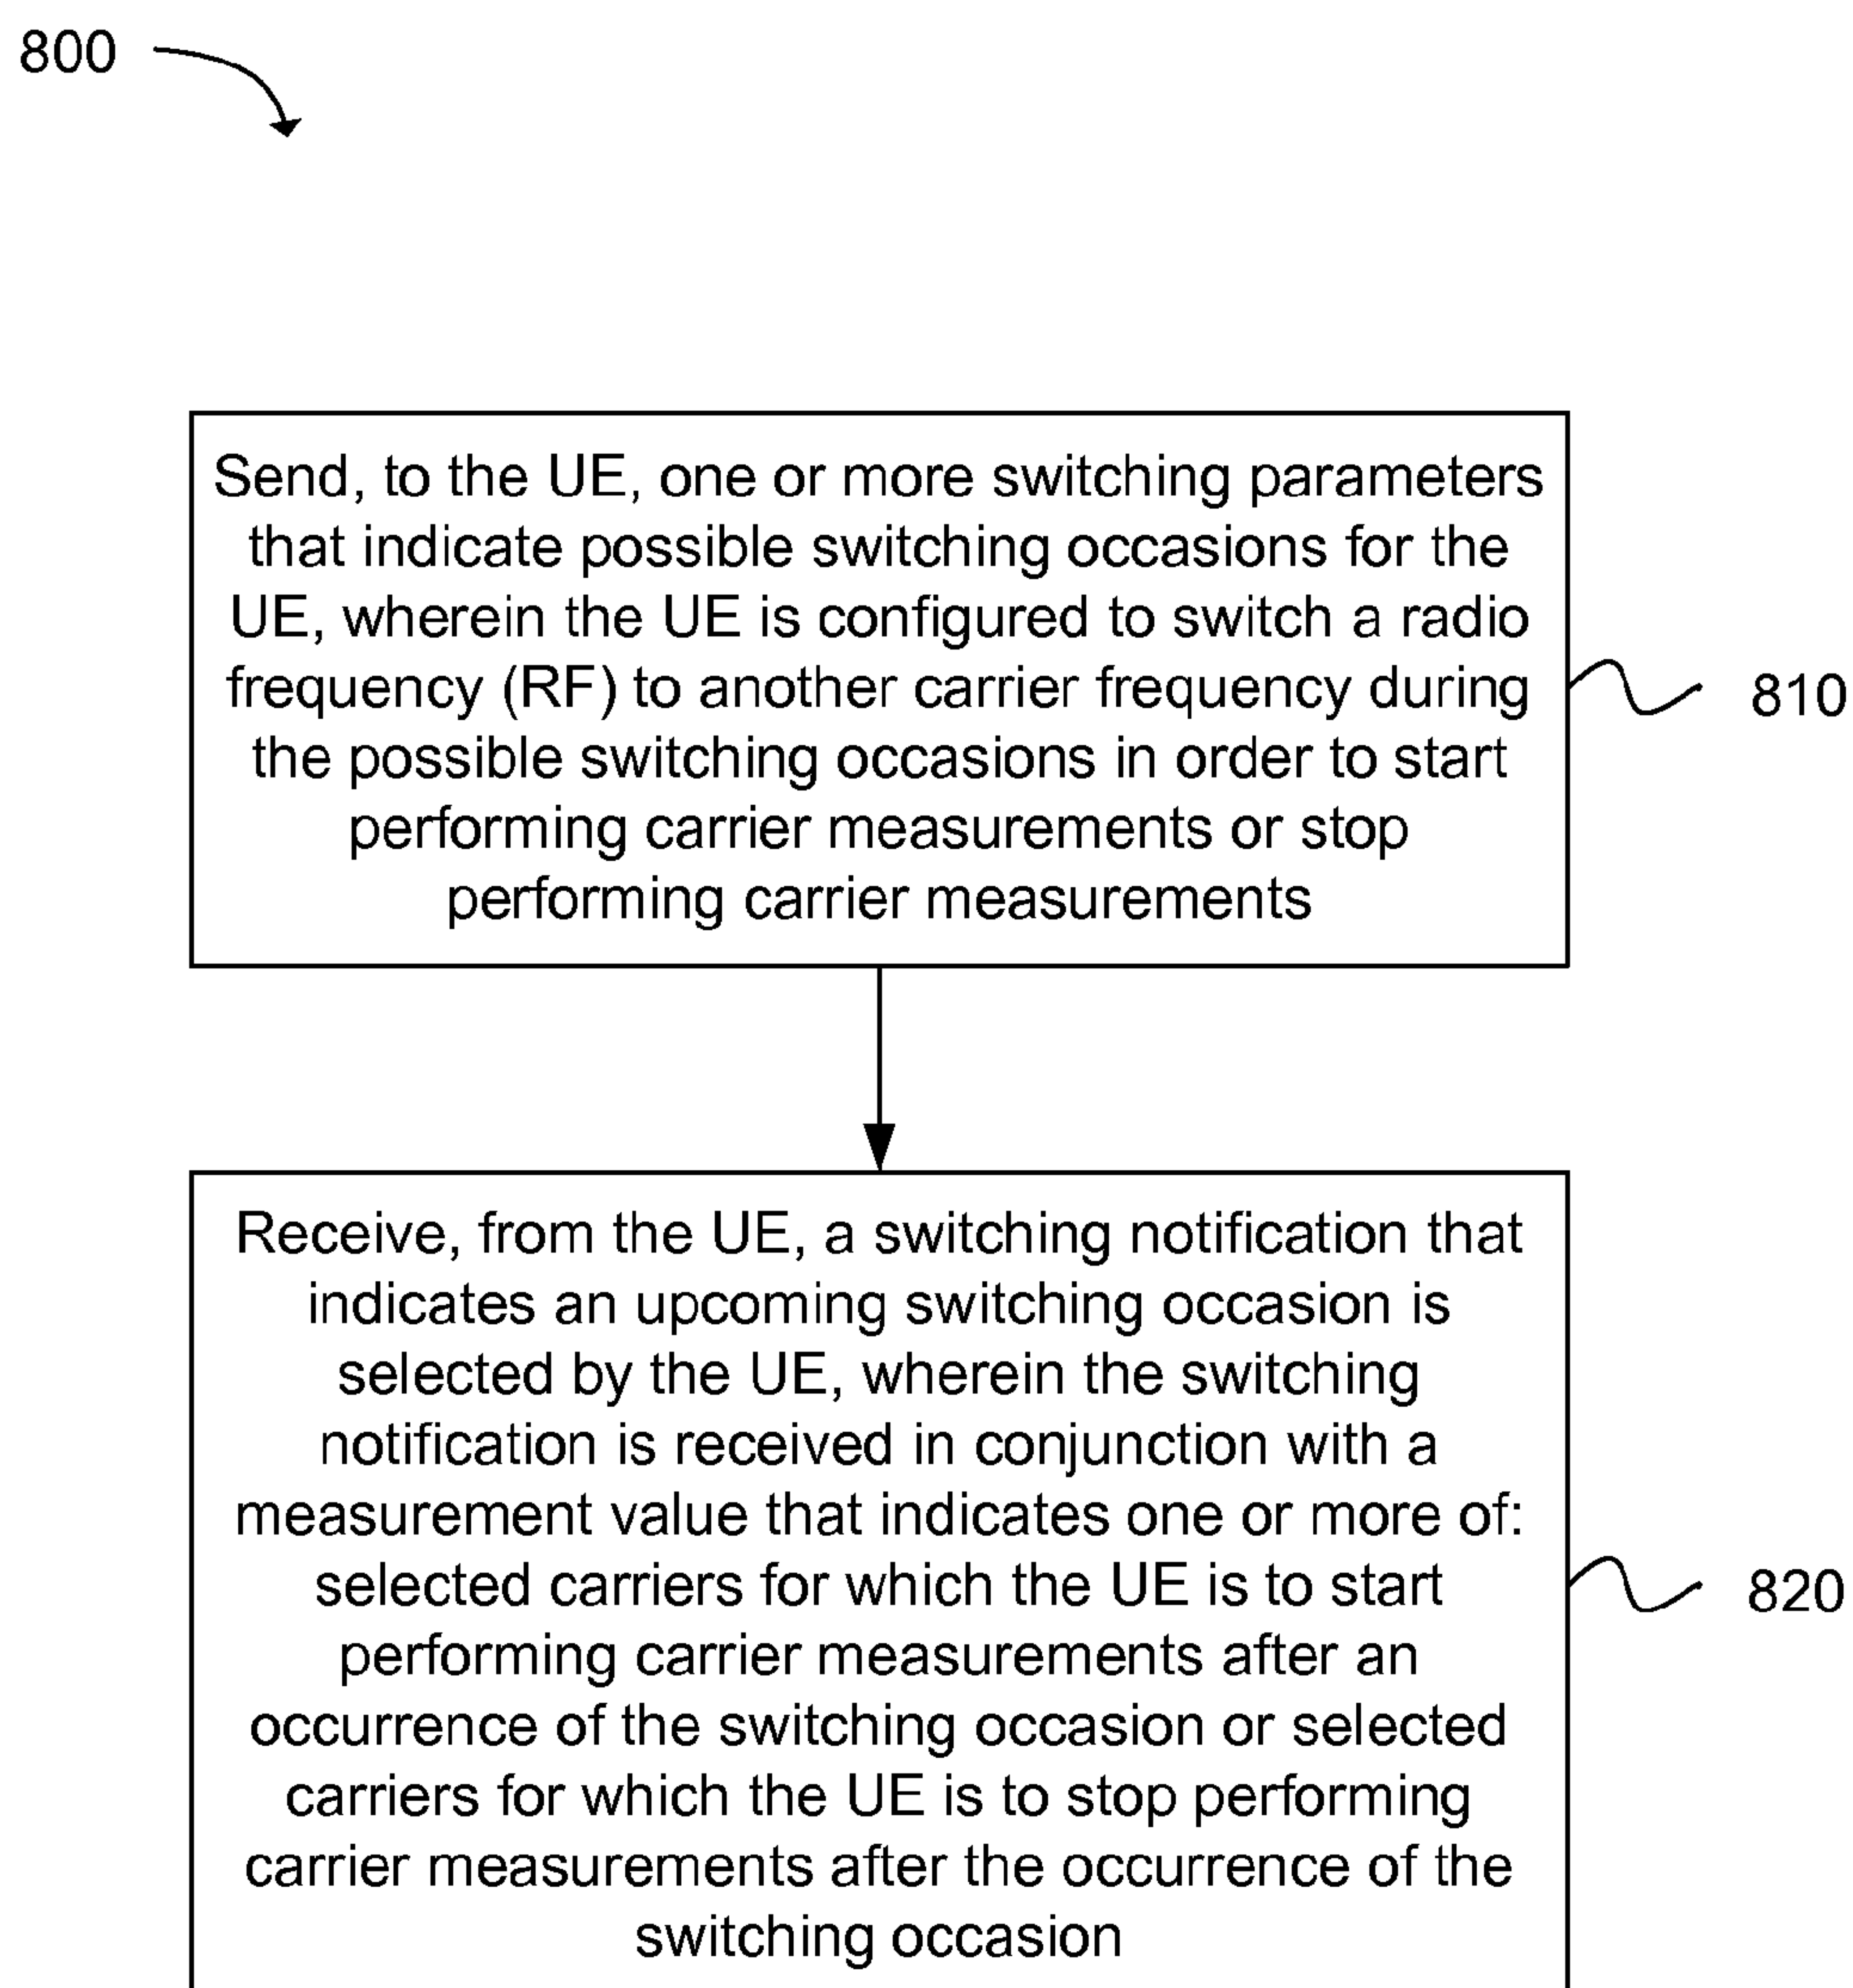 800
Send, to the UE, one or more switching parameters
that indicate possible switching occasions for the
UE, wherein the UE is configured to switch a radio
frequency (RF) to another carrier frequency during
the possible switching occasions in order to start
performing carrier measurements or stop
performing carrier measurements
810
Receive, from the UE, a switching notification that
indicates an upcoming switching occasion is
selected by the UE, wherein the switching
notification is received in conjunction with a
measurement value that indicates one or more of:
selected carriers for which the UE is to start
performing carrier measurements after an
occurrence of the switching occasion or selected
carriers for which the UE is to stop performing
carrier measurements after the occurrence of the
switching occasion
820